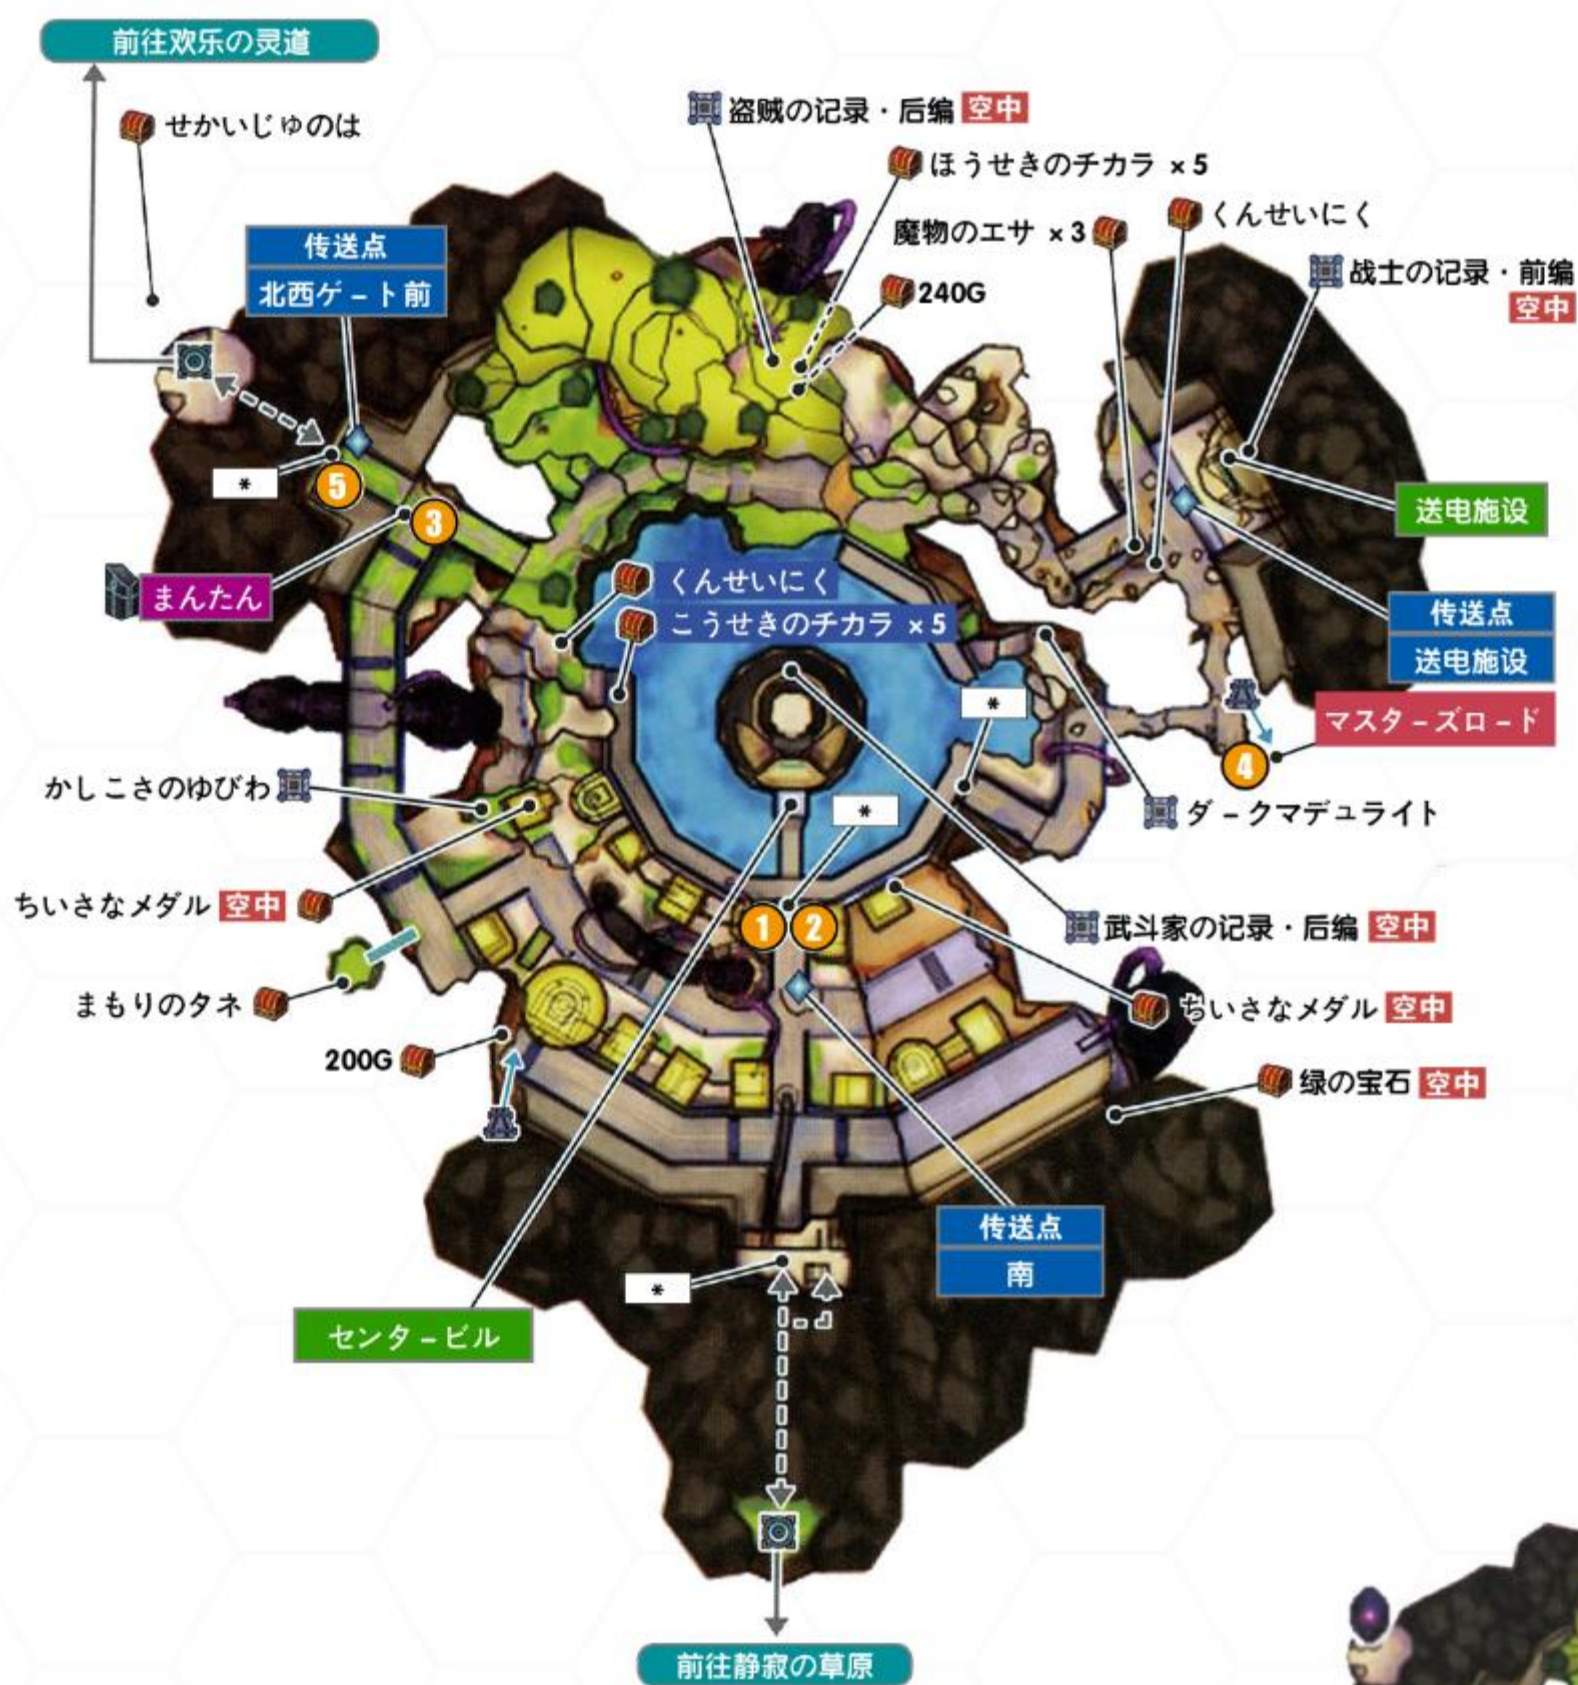 前往欢乐の灵道
せかいじゅのは
盗贼の记录・后编 空中
ほうせきのチカラ ×5
魔物のエサ ×3
くんせいにく
240G
战士の记录・前编
空中
传送点
北西ゲ–ト前
*
5
3
送电施设
まんたん
くんせいにく
こうせきのチカラ ×5
传送点
送电施设
*
マスタ–ズロ–ド
4
かしこさのゆびわ
*
ダ–クマデュライト
ちいさなメダル 空中
1 2
武斗家の记录・后编 空中
まもりのタネ
ちいさなメダル 空中
200G
绿の宝石 空中
传送点
南
*
センタ–ビル
前往静寂の草原